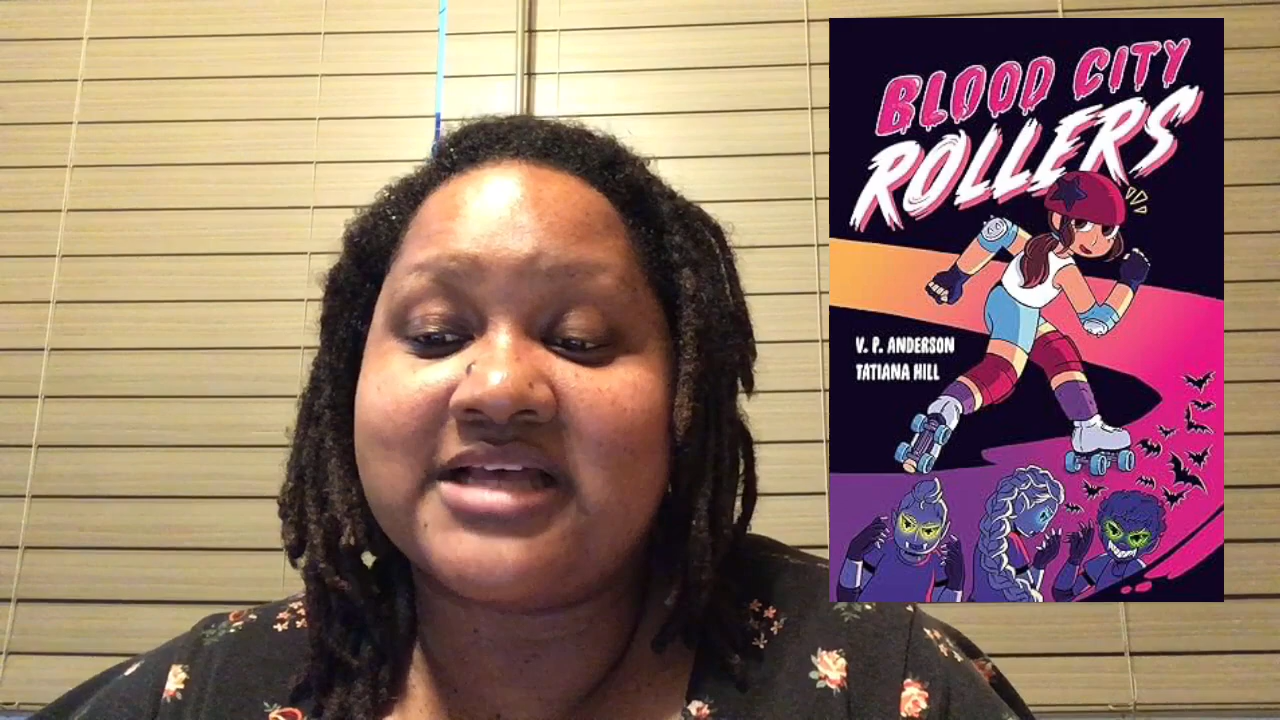 BLOOD CITY
ROLLERS
V. P. ANDERSON
TATIANA HILL